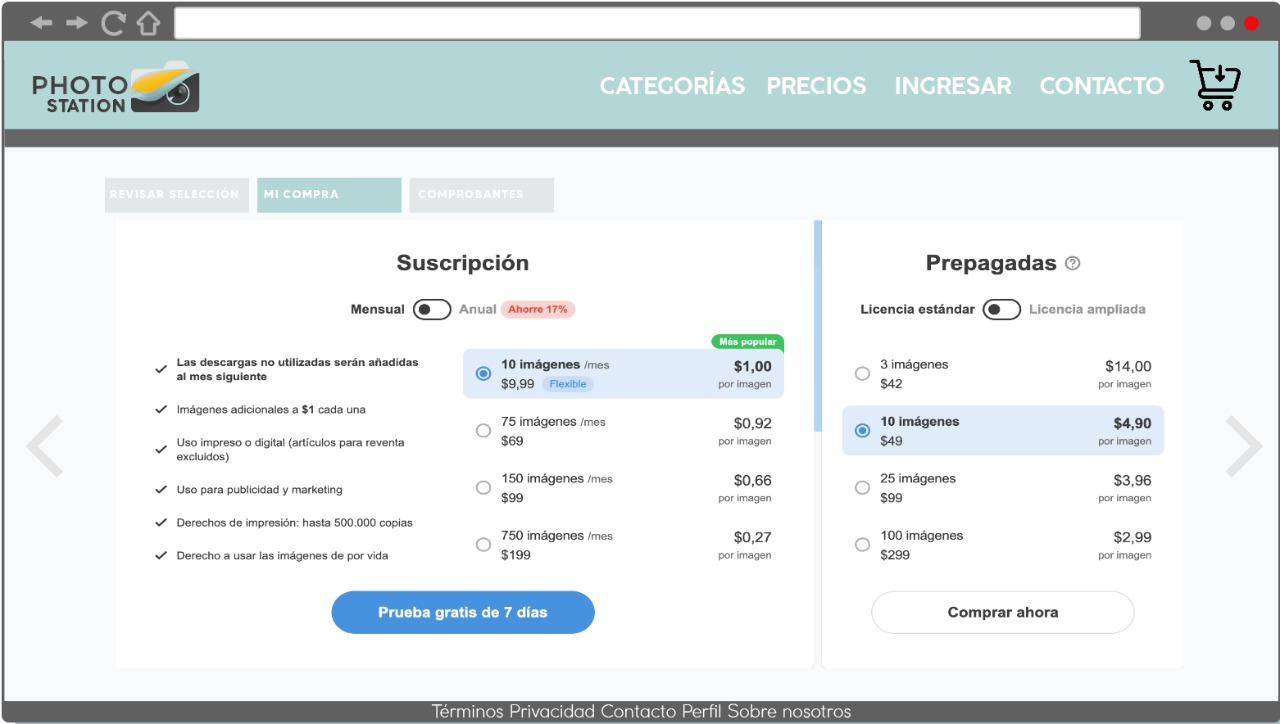 PHOTO
STATION
CATEGORÍAS PRECIOS INGRESAR CONTACTO
REVISAR SELECCIÓN MI COMPRA COMPROBANTES
Suscripción
Mensual Anual Ahorre 17%
Las descargas no utilizadas serán añadidas
al mes siguiente
Imágenes adicionales a $1 cada una
Uso impreso o digital (artículos para reventa
excluidos)
Uso para publicidad y marketing
Derechos de impresión: hasta 500.000 copias
Derecho a usar las imágenes de por vida
Más popular
10 imágenes /mes $1,00
$9,99 Flexible por imagen
75 imágenes /mes $0,92
$69 por imagen
150 imágenes /mes $0,66
$99 por imagen
750 imágenes /mes $0,27
$199 por imagen
Prueba gratis de 7 días
Prepagadas ?
Licencia estándar Licencia ampliada
3 imágenes $14,00
$42 por imagen
10 imágenes $4,90
$49 por imagen
25 imágenes $3,96
$99 por imagen
100 imágenes $2,99
$299 por imagen
Comprar ahora
Términos Privacidad Contacto Perfil Sobre nosotros